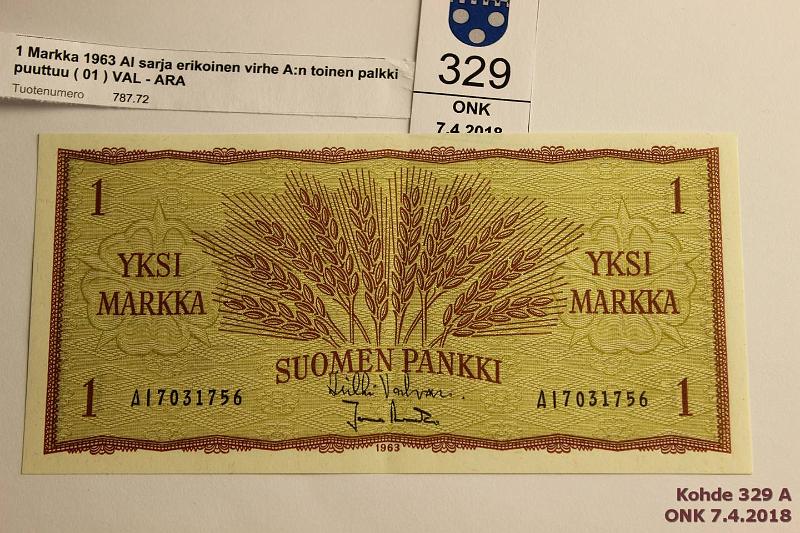 1 Markka 1963 AI sarja erikoinen virhe A:n toinen palkki
puuttuu ( 01 ) VAL - ARA
Tuotenumero 787.72
329
ONK
7.4.2018
1
1
YKSI
MARKKA
YKSI
MARKKA
SUOMEN PANKKI
1
AI7031756
AI7031756
1
1963
Kohde 329 A
ONK 7.4.2018